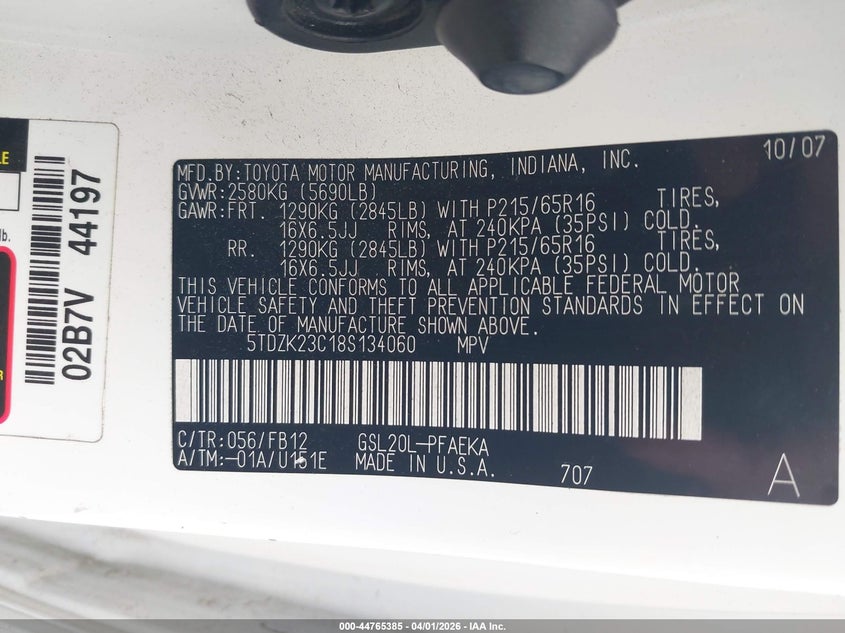 LE
lb.
R
02B7V 44197
MFD.BY:TOYOTA MOTOR MANUFACTURING, INDIANA, INC. 10/07
GVWR:2580KG (5690LB)
GAWR:FRT. 1290KG (2845LB) WITH P215/65R16 TIRES,
16X6.5JJ RIMS, AT 240KPA (35PSI) COLD.
RR. 1290KG (2845LB) WITH P215/65R16 TIRES,
16X6.5JJ RIMS, AT 240KPA (35PSI) COLD.
THIS VEHICLE CONFORMS TO ALL APPLICABLE FEDERAL MOTOR
VEHICLE SAFETY AND THEFT PREVENTION STANDARDS IN EFFECT ON
THE DATE OF MANUFACTURE SHOWN ABOVE.
5TDZK23C18S134060 MPV
C/TR:056/FB12 GSL20L-PFAEKA
A/TM:-01A/U151E MADE IN U.S.A. 707 A
000-44765385 - 04/01/2026 - IAA Inc.